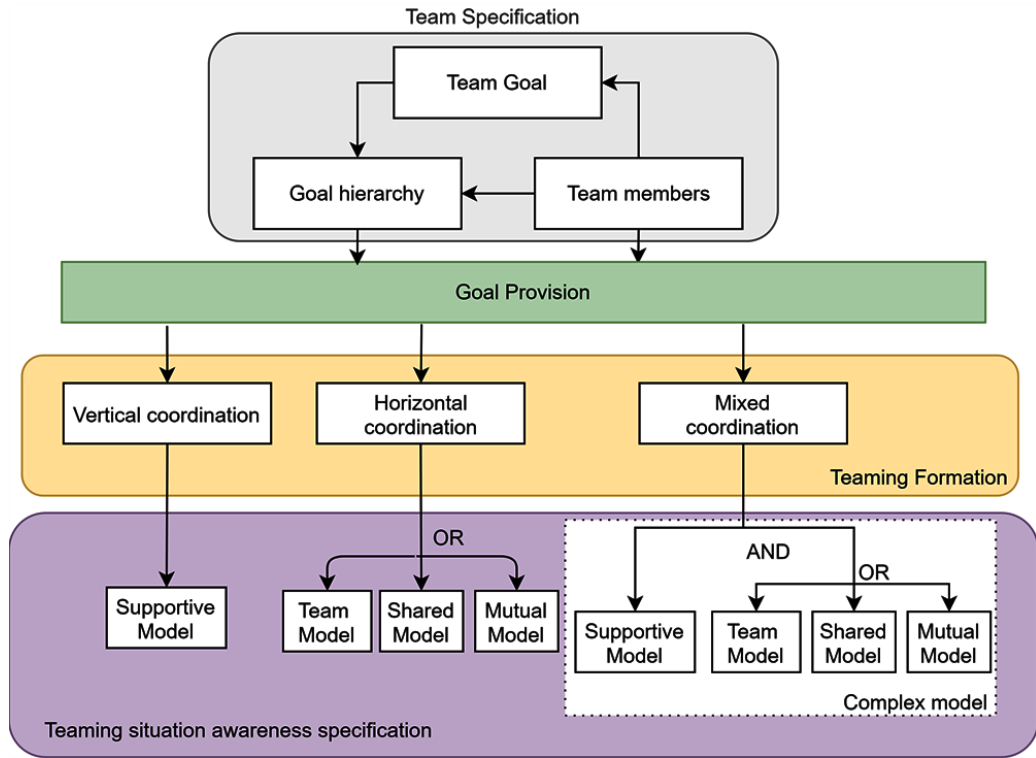 Team Specification
Team Goal
Goal hierarchy
Team members
Goal Provision
Vertical coordination
Horizontal
coordination
Mixed
coordination
Teaming Formation
OR
AND
OR
Supportive
Model
Team
Model
Shared
Model
Mutual Model
Supportive
Model
Team
Model
Shared
Model
Mutual
Model
Complex model
Teaming situation awareness specification